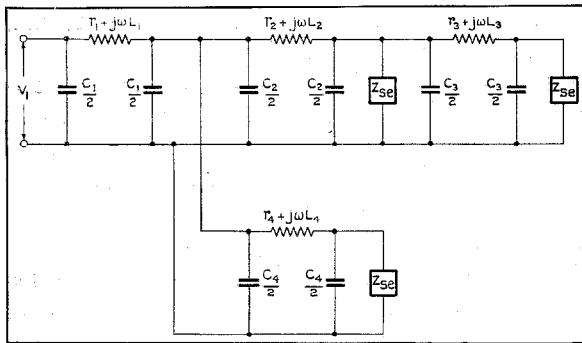 r₁+jωL₁
r₂+jωL₂
r₃+jωL₃
V₁
C₁/2
C₁/2
C₂/2
C₂/2
Zse
C₃/2
C₃/2
Zse
r₄+jωL₄
C₄/2
C₄/2
Zse